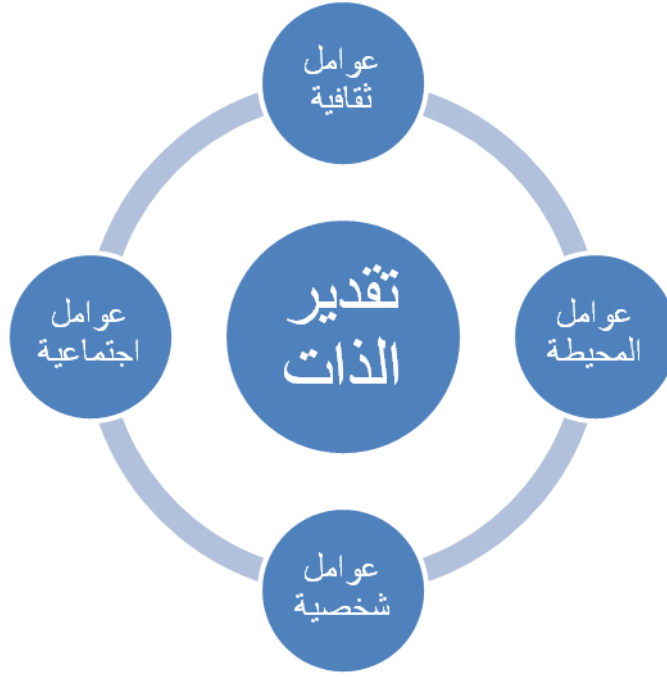 عوامل
ثقافية
عوامل
المحيطة
تقدير
الذات
عوامل
اجتماعية
عوامل
شخصية